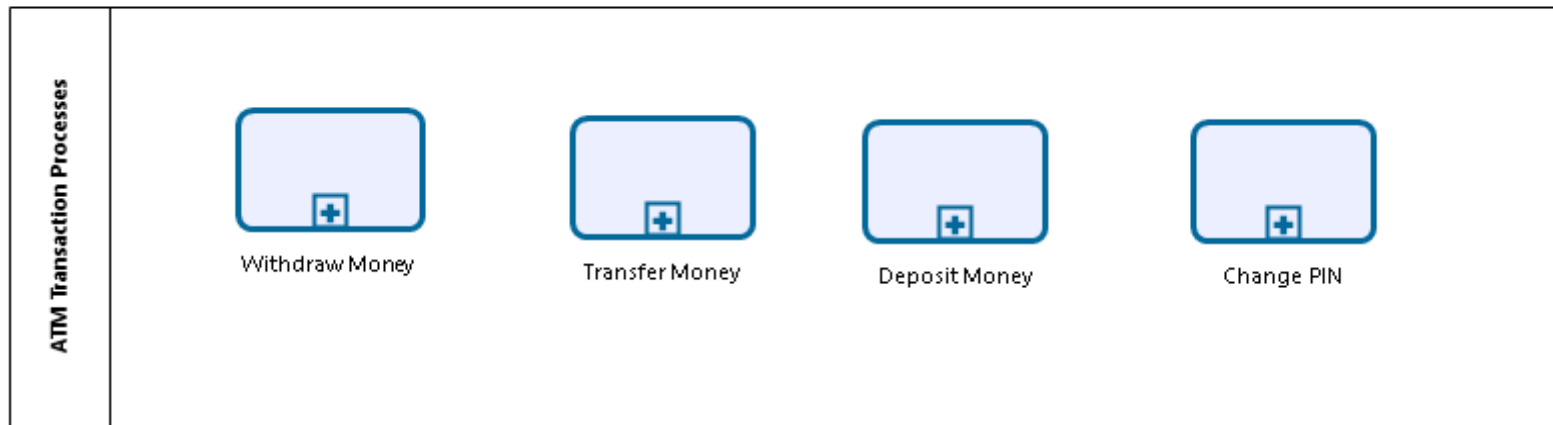 ATM Transaction Processes
Withdraw Money
Transfer Money
Deposit Money
Change PIN